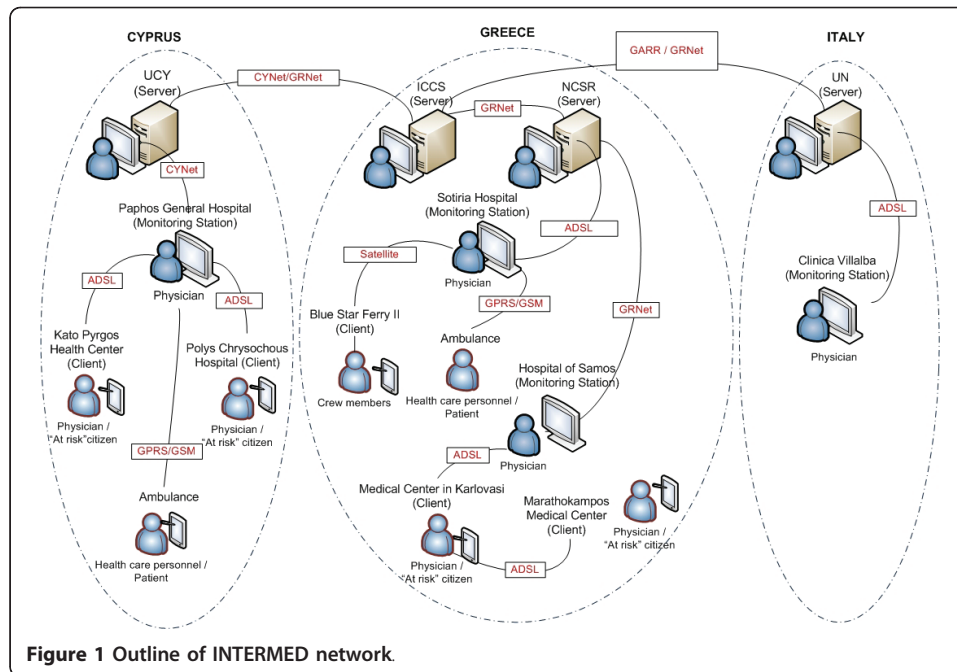 CYPRUS
UCY
(Server)
CYNet/GRNet
CYNet
Paphos General Hospital
(Monitoring Station)
Physician
ADSL
ADSL
Kato Pyrgos
Health Center
(Client)
Physician /
"At risk"citizen
Polys Chrysochous
Hospital (Client)
Physician /
"At risk" citizen
GPRS/GSM
Ambulance
Health care personnel /
Patient
GREECE
ICCS
(Server)
GRNet
NCSR
(Server)
GARR / GRNet
Sotiria Hospital
(Monitoring Station)
Physician
ADSL
Satellite
GPRS/GSM
GRNet
Blue Star Ferry II
(Client)
Crew members
Ambulance
Health care personnel /
Patient
Hospital of Samos
(Monitoring Station)
Physician
ADSL
Medical Center in Karlovasi
(Client)
Physician /
"At risk" citizen
ADSL
Marathokampos
Medical Center
(Client)
Physician /
"At risk" citizen
ITALY
UN
(Server)
ADSL
Clinica Villalba
(Monitoring Station)
Physician
Figure 1 Outline of INTERMED network.